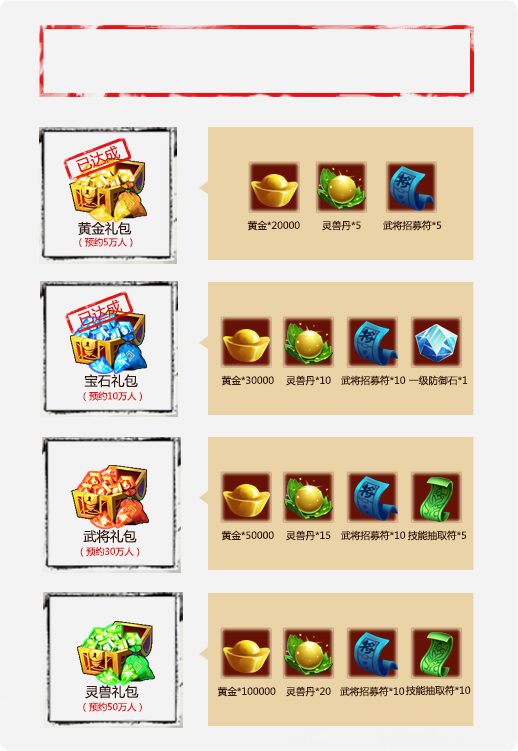 已达成
黄金礼包
（预约5万人）
黄金*20000 灵兽丹*5 武将招募符*5
已达成
宝石礼包
（预约10万人）
黄金*30000 灵兽丹*10 武将招募符*10 一级防御石*1
武将礼包
（预约30万人）
黄金*50000 灵兽丹*15 武将招募符*10 技能抽取符*5
灵兽礼包
（预约50万人）
黄金*100000 灵兽丹*20 武将招募符*10 技能抽取符*10